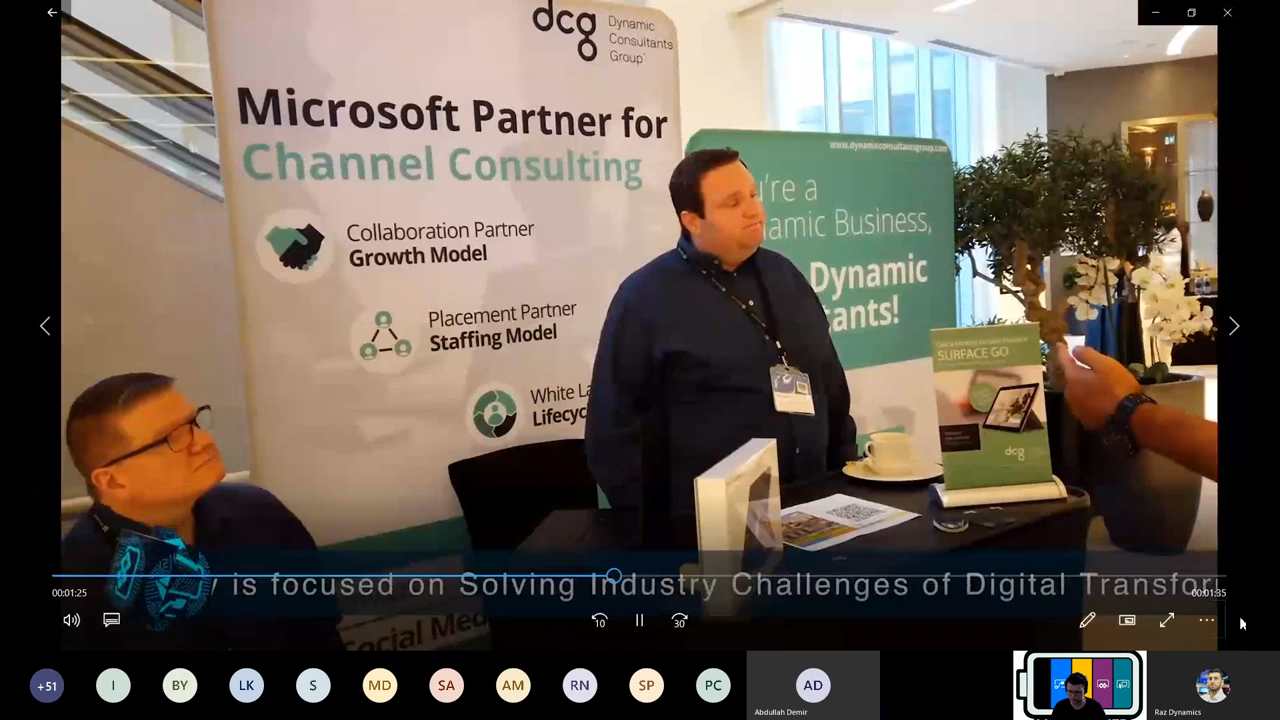 dcg Dynamic
Consultants
Group
Microsoft Partner for
Channel Consulting
www.dynamicconsultantsgroup.com
u're a
amic Business,
Dynamic
tants!
Collaboration Partner
Growth Model
Placement Partner
Staffing Model
White La
Lifecyc
SURFACE GO
dcg
y is focused on Solving Industry Challenges of Digital Transfor
00:01:25
00:01:35
10
30
Social Med
+51
I
BY
LK
S
MD
SA
AM
RN
SP
PC
AD
Abdullah Demir
Raz Dynamics